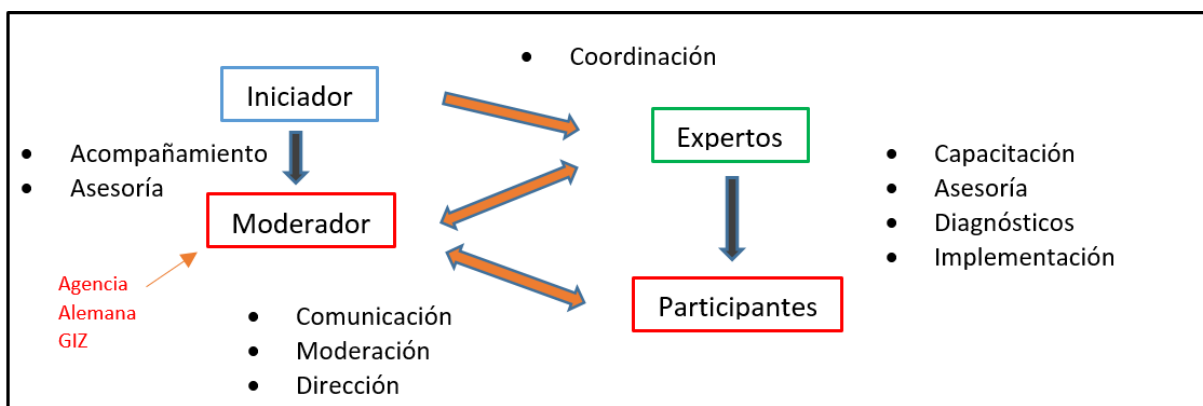 • Coordinación
Iniciador
Expertos
• Acompañamiento
• Asesoría
Moderador
• Capacitación
• Asesoría
• Diagnósticos
• Implementación
Agencia
Alemana
GIZ
Participantes
• Comunicación
• Moderación
• Dirección